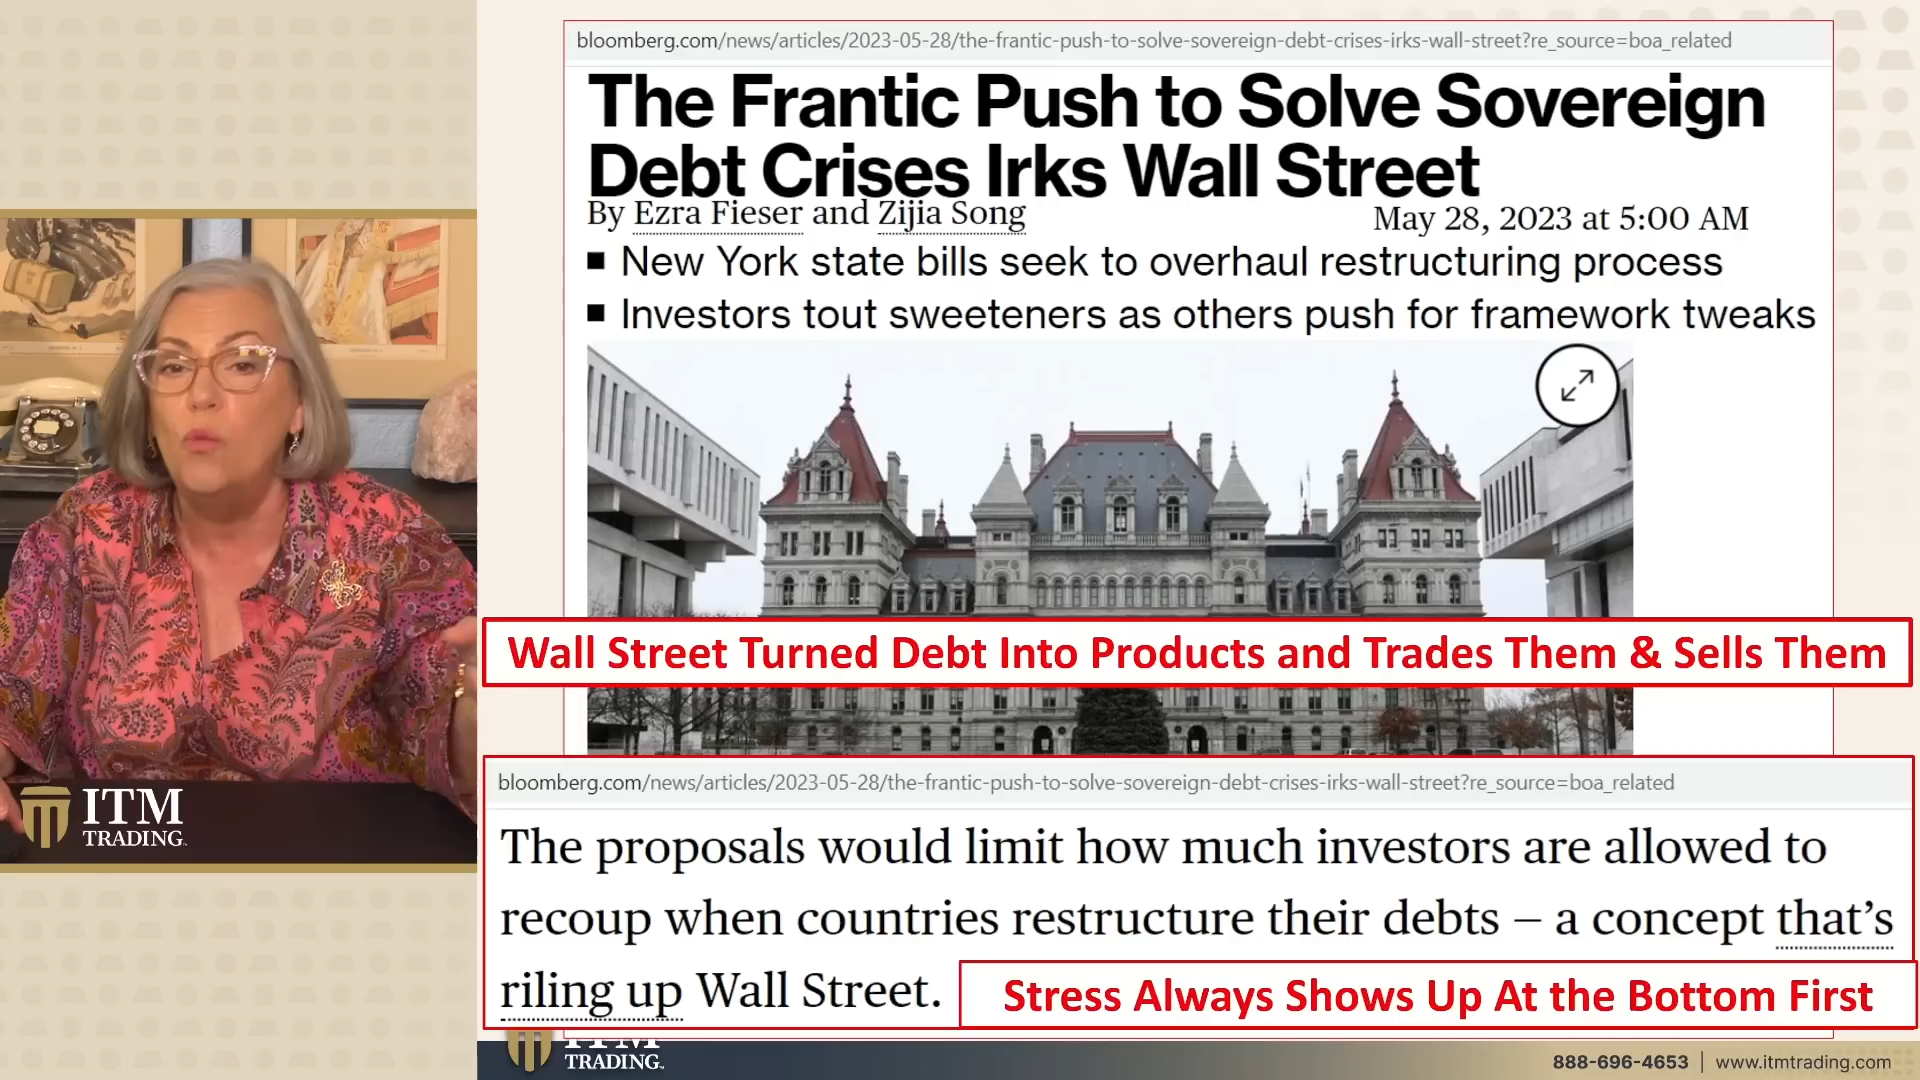 bloomberg.com/news/articles/2023-05-28/the-frantic-push-to-solve-sovereign-debt-crises-irks-wall-street?re_source=boa_related
The Frantic Push to Solve Sovereign
Debt Crises Irks Wall Street
By Ezra Fieser and Zijia Song
May 28, 2023 at 5:00 AM
■ New York state bills seek to overhaul restructuring process
■ Investors tout sweeteners as others push for framework tweaks
Wall Street Turned Debt Into Products and Trades Them & Sells Them
bloomberg.com/news/articles/2023-05-28/the-frantic-push-to-solve-sovereign-debt-crises-irks-wall-street?re_source=boa_related
The proposals would limit how much investors are allowed to
recoup when countries restructure their debts – a concept that's
riling up Wall Street.
Stress Always Shows Up At the Bottom First
ITM
TRADING
ITM
TRADING
888-696-4653 | www.itmtrading.com